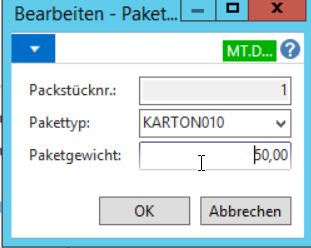 Bearbeiten - Paket...
MT.D...
Packstücknr.: 1
Pakettyp: KARTON010
Paketgewicht: 50,00
OK Abbrechen